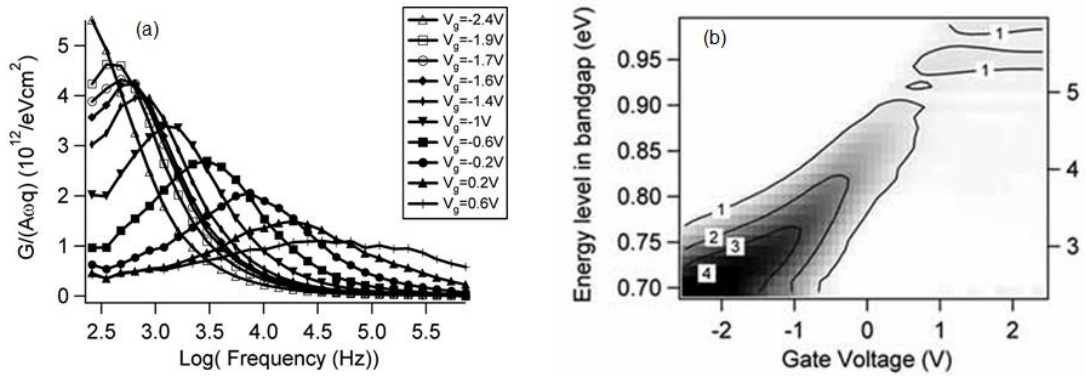 (a)
G/(Aωq) (10¹²/eVcm²)
5
4
3
2
1
0
2.5 3.0 3.5 4.0 4.5 5.0 5.5
Log( Frequency (Hz))
Vg=-2.4V
Vg=-1.9V
Vg=-1.7V
Vg=-1.6V
Vg=-1.4V
Vg=-1V
Vg=-0.6V
Vg=-0.2V
Vg=0.2V
Vg=0.6V
(b)
Energy level in bandgap (eV)
0.95
0.90
0.85
0.80
0.75
0.70
1
1
1
2
3
4
5
4
3
-2 -1 0 1 2
Gate Voltage (V)